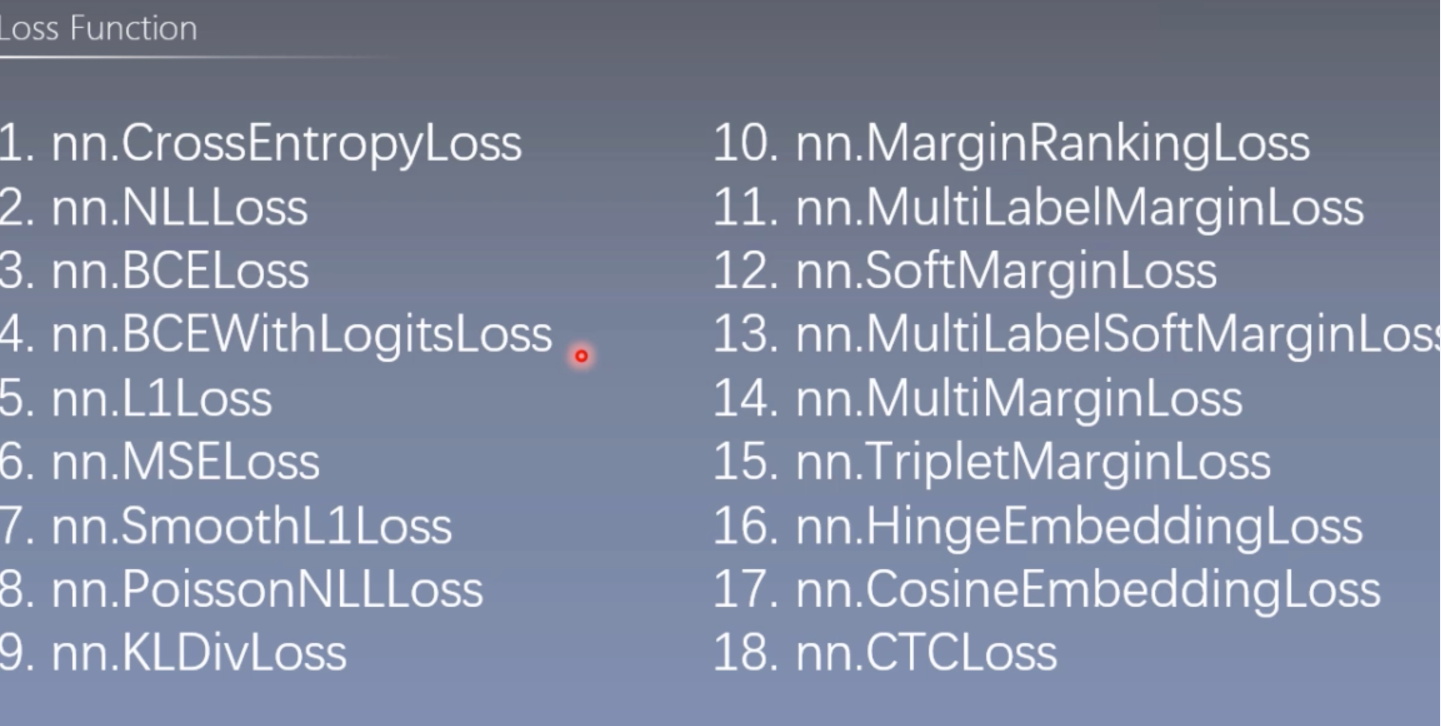 Loss Function
1. nn.CrossEntropyLoss
2. nn.NLLLoss
3. nn.BCELoss
4. nn.BCEWithLogitsLoss
5. nn.L1Loss
6. nn.MSELoss
7. nn.SmoothL1Loss
8. nn.PoissonNLLLoss
9. nn.KLDivLoss
10. nn.MarginRankingLoss
11. nn.MultiLabelMarginLoss
12. nn.SoftMarginLoss
13. nn.MultiLabelSoftMarginLoss
14. nn.MultiMarginLoss
15. nn.TripletMarginLoss
16. nn.HingeEmbeddingLoss
17. nn.CosineEmbeddingLoss
18. nn.CTCLoss